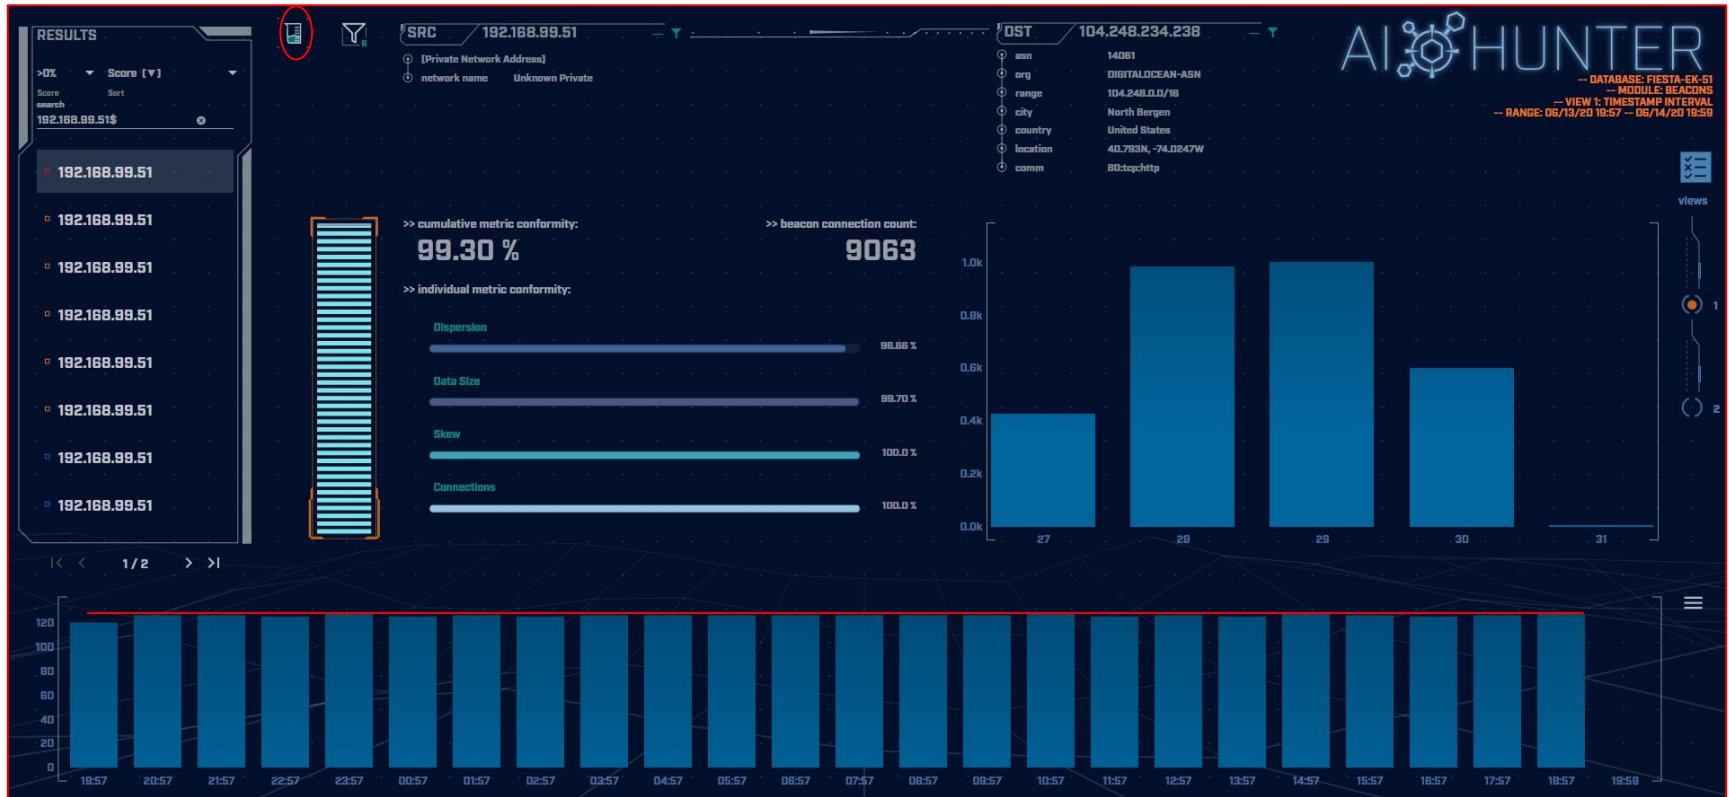 RESULTS
>0% Score [▼]
Score Sort
search
192.168.99.51$
192.168.99.51
192.168.99.51
192.168.99.51
192.168.99.51
192.168.99.51
192.168.99.51
192.168.99.51
192.168.99.51
1 / 2
6
SRC 192.168.99.51
[Private Network Address]
network name Unknown Private
DST 104.248.234.238
asn 14061
org DIGITALOCEAN-ASN
range 104.248.0.0/16
city North Bergen
country United States
location 40.793N, -74.0247W
comm 80:tcp:http
AI HUNTER
-- DATABASE: FIESTA-EK-51
-- MODULE: BEACONS
-- VIEW 1: TIMESTAMP INTERVAL
-- RANGE: 06/13/20 19:57 -- 06/14/20 19:59
views
1
2
>> cumulative metric conformity:
99.30 %
>> beacon connection count:
9063
>> individual metric conformity:
Dispersion
98.66 %
Data Size
99.70 %
Skew
100.0 %
Connections
100.0 %
1.0k
0.8k
0.6k
0.4k
0.2k
0.0k
27 28 29 30 31
120
100
80
60
40
20
0
19:57 20:57 21:57 22:57 23:57 00:57 01:57 02:57 03:57 04:57 05:57 06:57 07:57 08:57 09:57 10:57 11:57 12:57 13:57 14:57 15:57 16:57 17:57 18:57 19:59